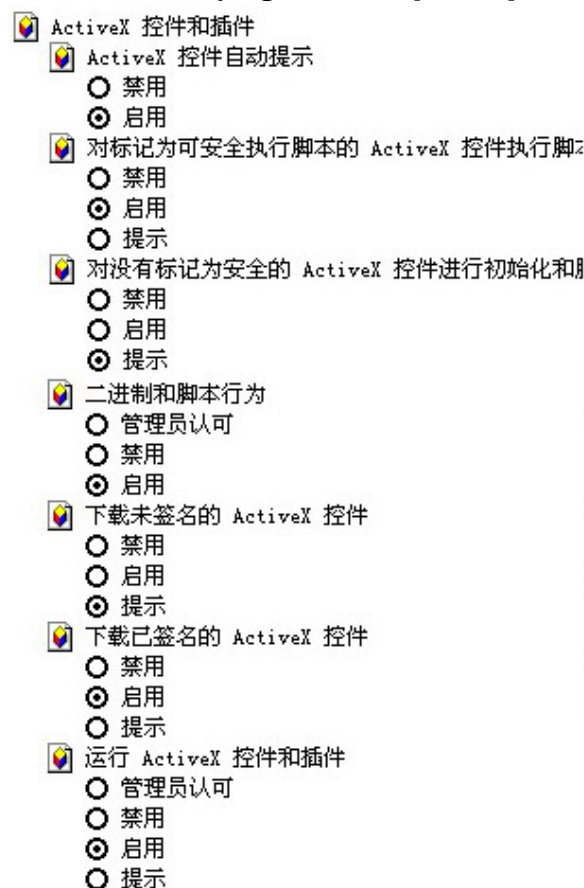 ActiveX 控件和插件
ActiveX 控件自动提示
禁用
启用
对标记为可安全执行脚本的 ActiveX 控件执行脚
禁用
启用
提示
对没有标记为安全的 ActiveX 控件进行初始化和
禁用
启用
提示
二进制和脚本行为
管理员认可
禁用
启用
下载未签名的 ActiveX 控件
禁用
启用
提示
下载已签名的 ActiveX 控件
禁用
启用
提示
运行 ActiveX 控件和插件
管理员认可
禁用
启用
提示